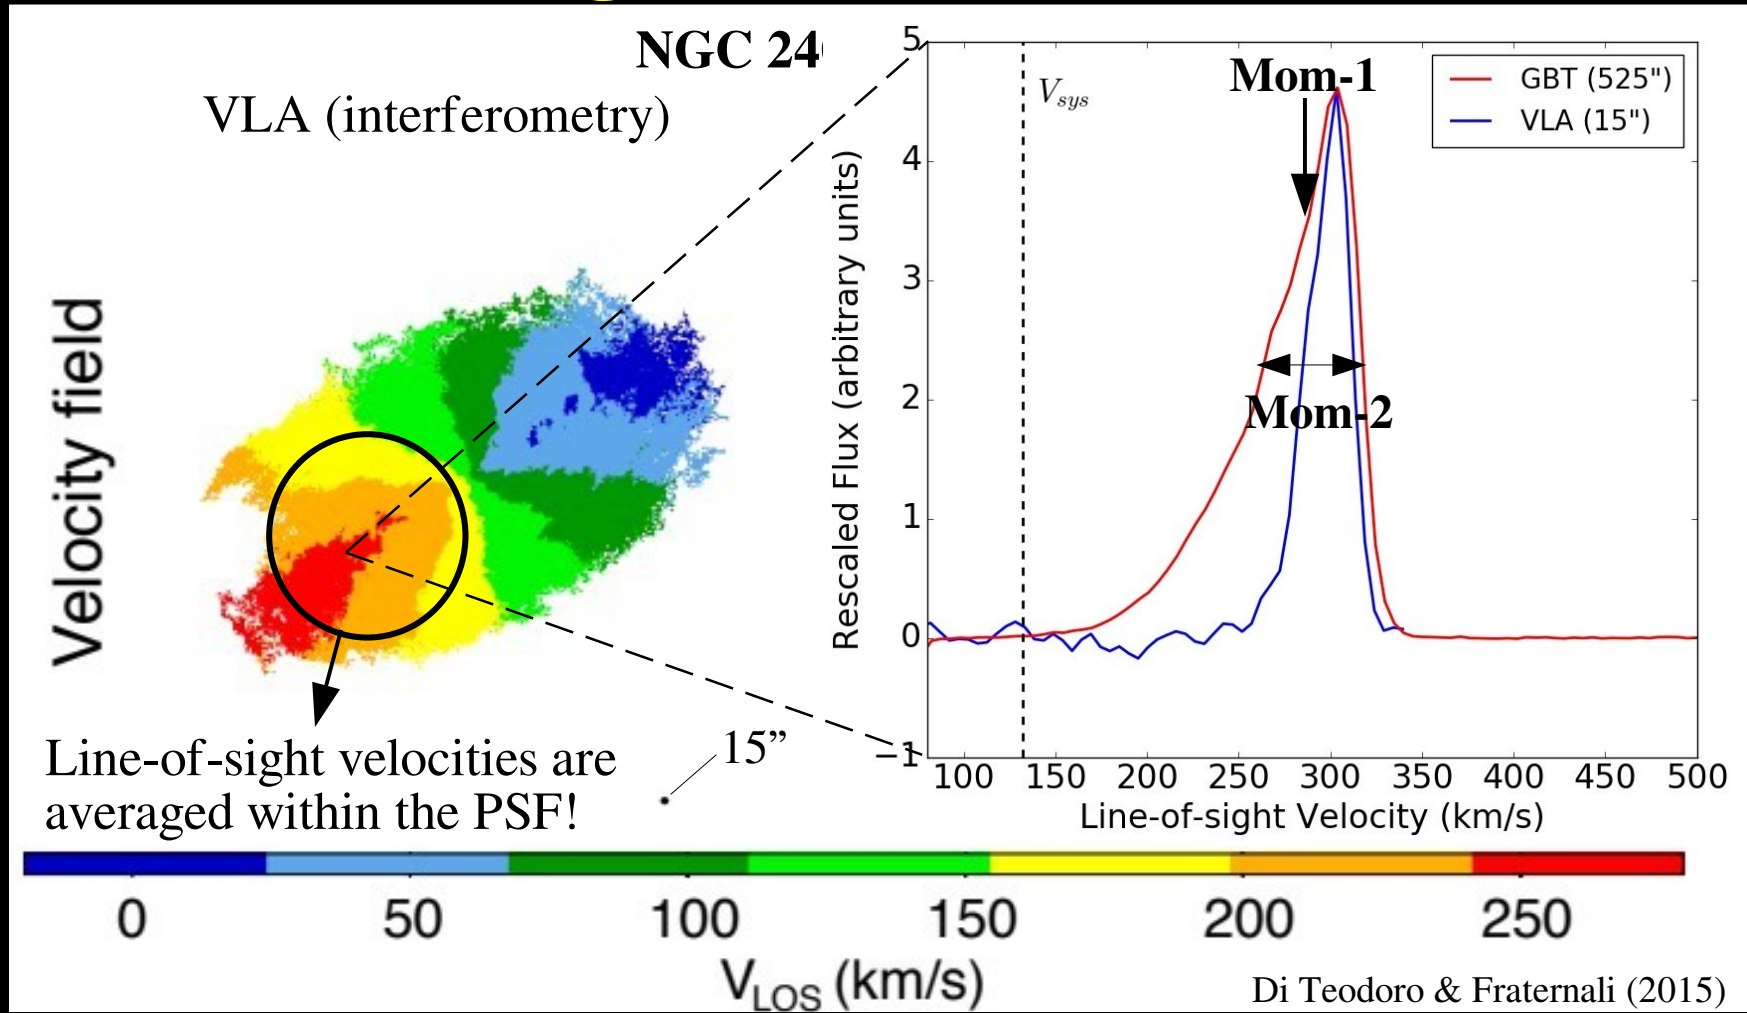 NGC 24
VLA (interferometry)
Velocity field
Line-of-sight velocities are
averaged within the PSF!
15”
5
4
3
2
1
0
−1
Rescaled Flux (arbitrary units)
V_sys
Mom-1
Mom-2
GBT (525")
VLA (15")
100 150 200 250 300 350 400 450 500
Line-of-sight Velocity (km/s)
0 50 100 150 200 250
V_LOS (km/s)
Di Teodoro & Fraternali (2015)